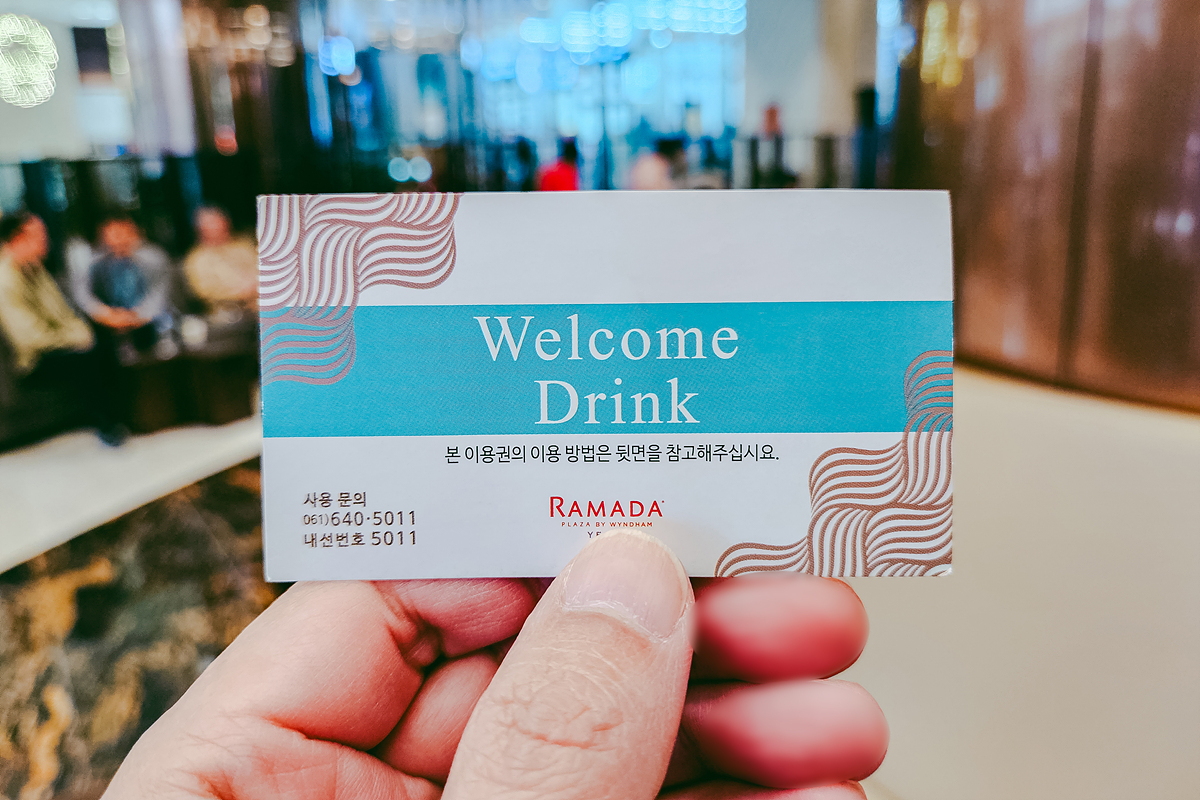 Welcome
Drink
본 이용권의 이용 방법은 뒷면을 참고해주십시요.
사용 문의
061)640·5011
내선번호 5011
RAMADA
PLAZA BY WYNDHAM